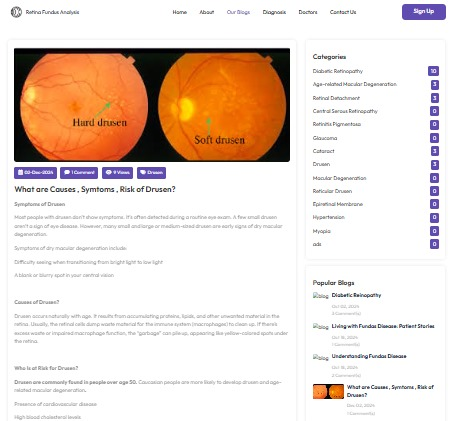 Retina Fundus Analysis
Home
About
Our Blogs
Diagnosis
Doctors
Contact Us
Sign Up
Hard drusen
Soft drusen
03-Dec-2024
1 Comment
9 Views
Drusen
What are Causes , Symtoms , Risk of Drusen?
Symptoms of Drusen
Most people with drusen don't show symptoms. It's often detected during a routine eye exam. A few small drusen
aren't a sign of eye disease. However, many small and large or medium-sized drusen are early signs of dry macular
degeneration.
Symptoms of dry macular degeneration include:
Difficulty seeing when transitioning from bright light to low light
A blank or blurry spot in your central vision
Causes of Drusen?
Drusen occurs naturally with age. It results from accumulating proteins, lipids, and other unwanted material in the
retina. Usually, the retinal cells dump waste material for the immune system (macrophages) to clean up. If there's
excess waste or impaired macrophage function, the "garbage" can pile up, appearing like yellow-colored spots under
the retina.
Who Is at Risk for Drusen?
Drusen are commonly found in people over age 50. Caucasian people are more likely to develop drusen and age-
related macular degeneration.
Presence of cardiovascular disease
High blood cholesterol levels
Categories
Diabetic Retinopathy 10
Age-related Macular Degeneration 3
Retinal Detachment 3
Central Serous Retinopathy 0
Retinitis Pigmentosa 0
Glaucoma 0
Cataract 3
Drusen 3
Macular Degeneration 0
Reticular Drusen 0
Epiretinal Membrane 0
Hypertension 0
Myopia 0
ads 0
Popular Blogs
blog
Diabetic Reinopathy
Oct 20, 2024
blog
Living with Fundas Disease: Patient Stories
Oct 18, 2024
blog
Understanding Fundas Disease
Oct 18, 2024
What are Causes , Symtoms , Risk of
Drusen?
Dec 03, 2024
1 Comment(s)